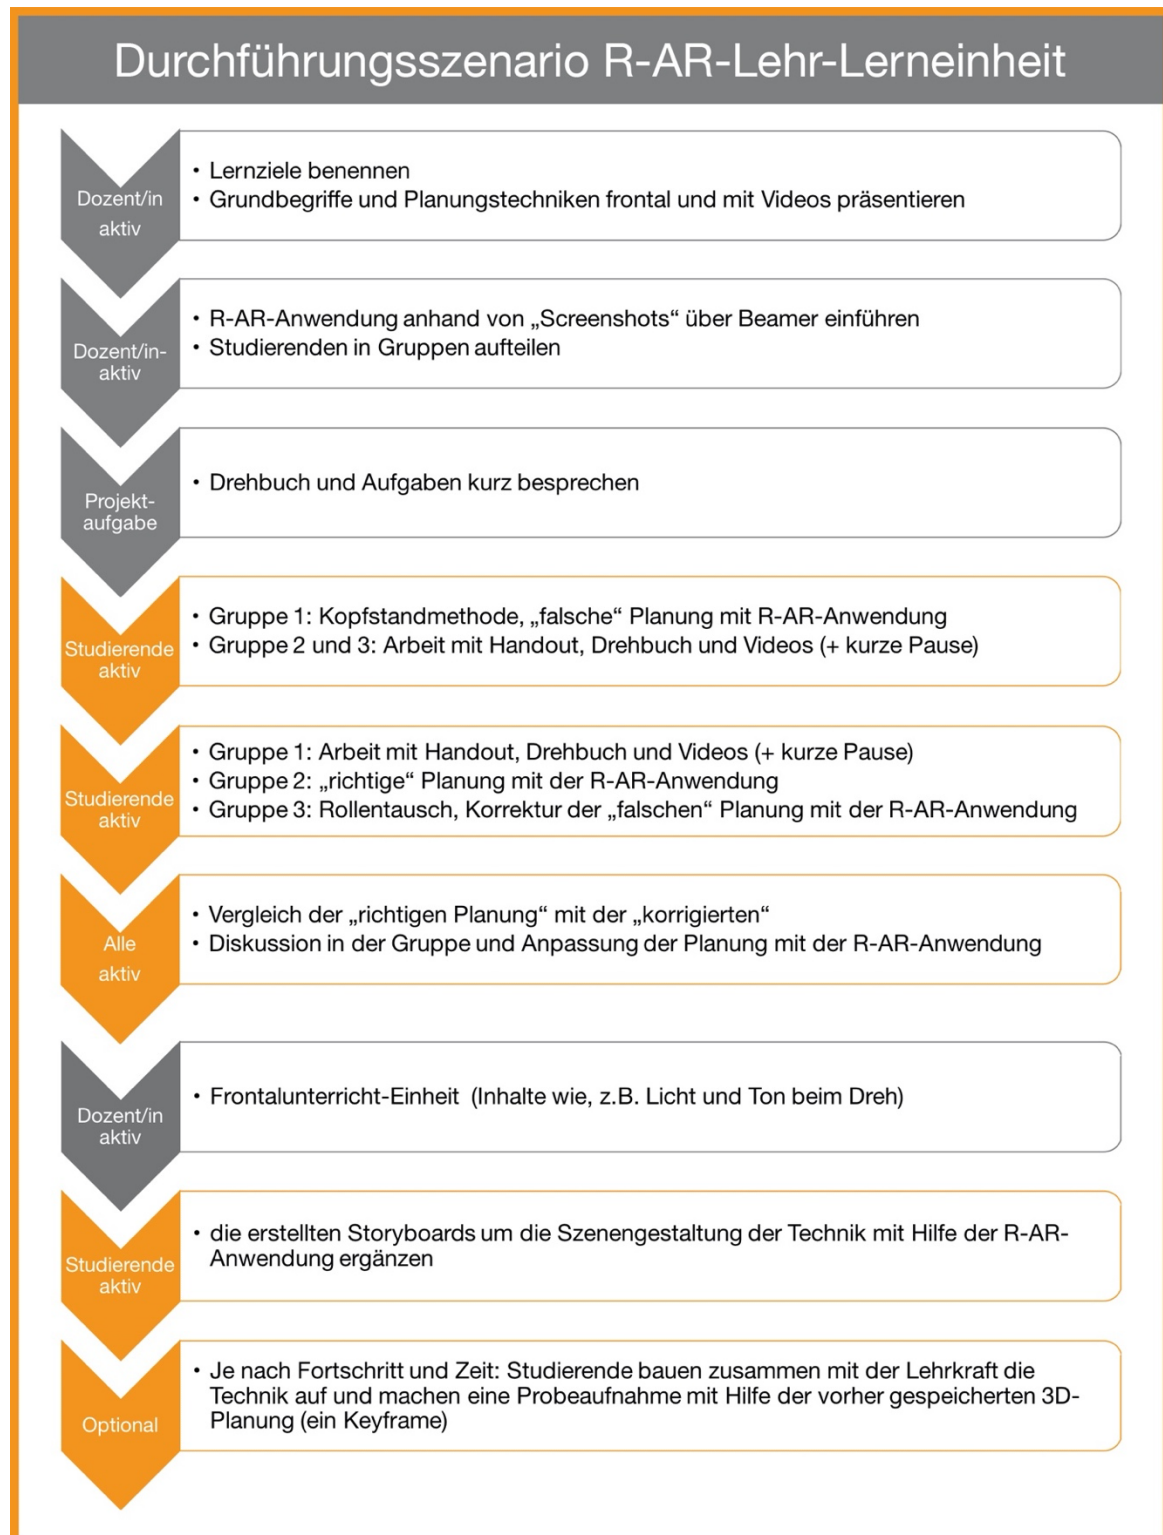 Durchführungsszenario R-AR-Lehr-Lerneinheit
Dozent/in
aktiv
• Lernziele benennen
• Grundbegriffe und Planungstechniken frontal und mit Videos präsentieren
Dozent/in-
aktiv
• R-AR-Anwendung anhand von „Screenshots“ über Beamer einführen
• Studierenden in Gruppen aufteilen
Projekt-
aufgabe
• Drehbuch und Aufgaben kurz besprechen
Studierende
aktiv
• Gruppe 1: Kopfstandmethode, „falsche“ Planung mit R-AR-Anwendung
• Gruppe 2 und 3: Arbeit mit Handout, Drehbuch und Videos (+ kurze Pause)
Studierende
aktiv
• Gruppe 1: Arbeit mit Handout, Drehbuch und Videos (+ kurze Pause)
• Gruppe 2: „richtige“ Planung mit der R-AR-Anwendung
• Gruppe 3: Rollentausch, Korrektur der „falschen“ Planung mit der R-AR-Anwendung
Alle
aktiv
• Vergleich der „richtigen Planung“ mit der „korrigierten“
• Diskussion in der Gruppe und Anpassung der Planung mit der R-AR-Anwendung
Dozent/in
aktiv
• Frontalunterricht-Einheit (Inhalte wie, z.B. Licht und Ton beim Dreh)
Studierende
aktiv
• die erstellten Storyboards um die Szenengestaltung der Technik mit Hilfe der R-AR-
Anwendung ergänzen
Optional
• Je nach Fortschritt und Zeit: Studierende bauen zusammen mit der Lehrkraft die
Technik auf und machen eine Probeaufnahme mit Hilfe der vorher gespeicherten 3D-
Planung (ein Keyframe)